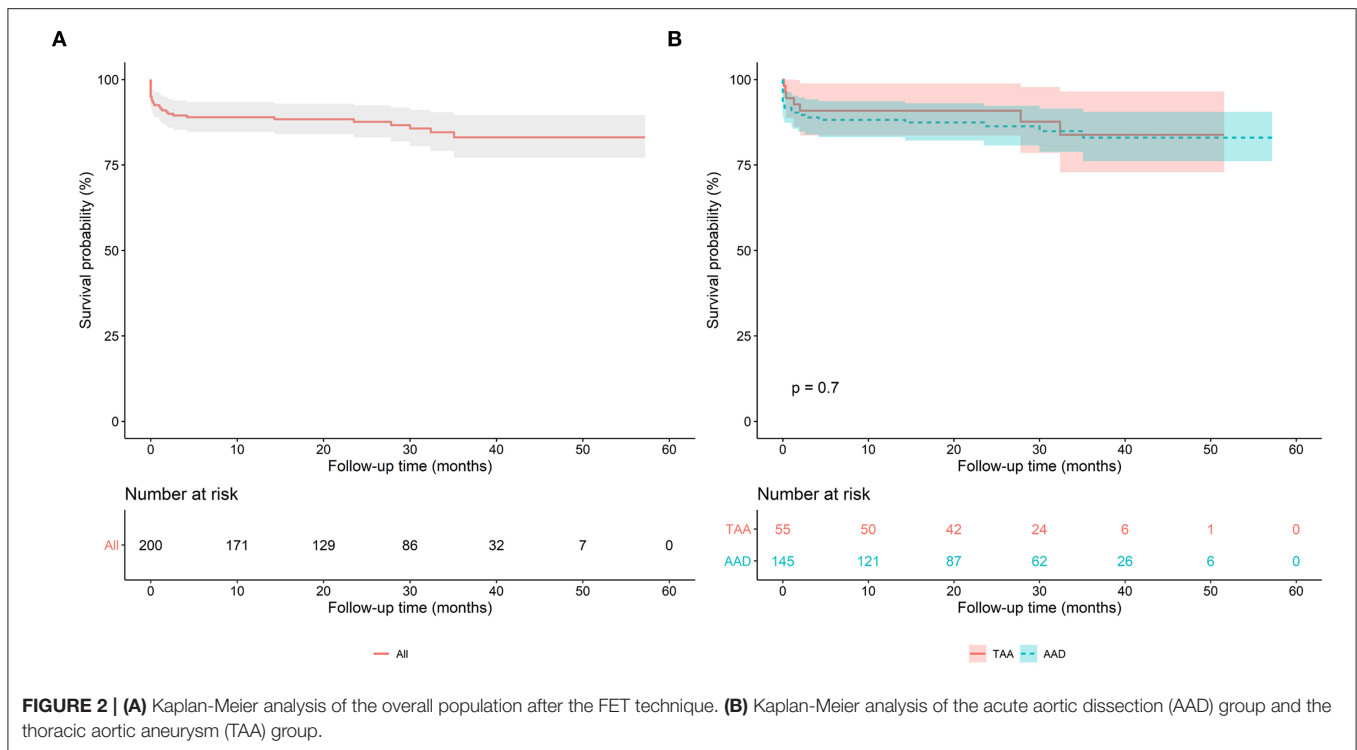 A
100
75
50
25
0
Survival probability (%)
0 10 20 30 40 50 60
Follow-up time (months)
Number at risk
All 200 171 129 86 32 7 0
0 10 20 30 40 50 60
Follow-up time (months)
All
B
100
75
50
25
0
Survival probability (%)
p = 0.7
0 10 20 30 40 50 60
Follow-up time (months)
Number at risk
TAA 55 50 42 24 6 1 0
AAD 145 121 87 62 26 6 0
0 10 20 30 40 50 60
Follow-up time (months)
TAA AAD
FIGURE 2 | (A) Kaplan-Meier analysis of the overall population after the FET technique. (B) Kaplan-Meier analysis of the acute aortic dissection (AAD) group and the
thoracic aortic aneurysm (TAA) group.